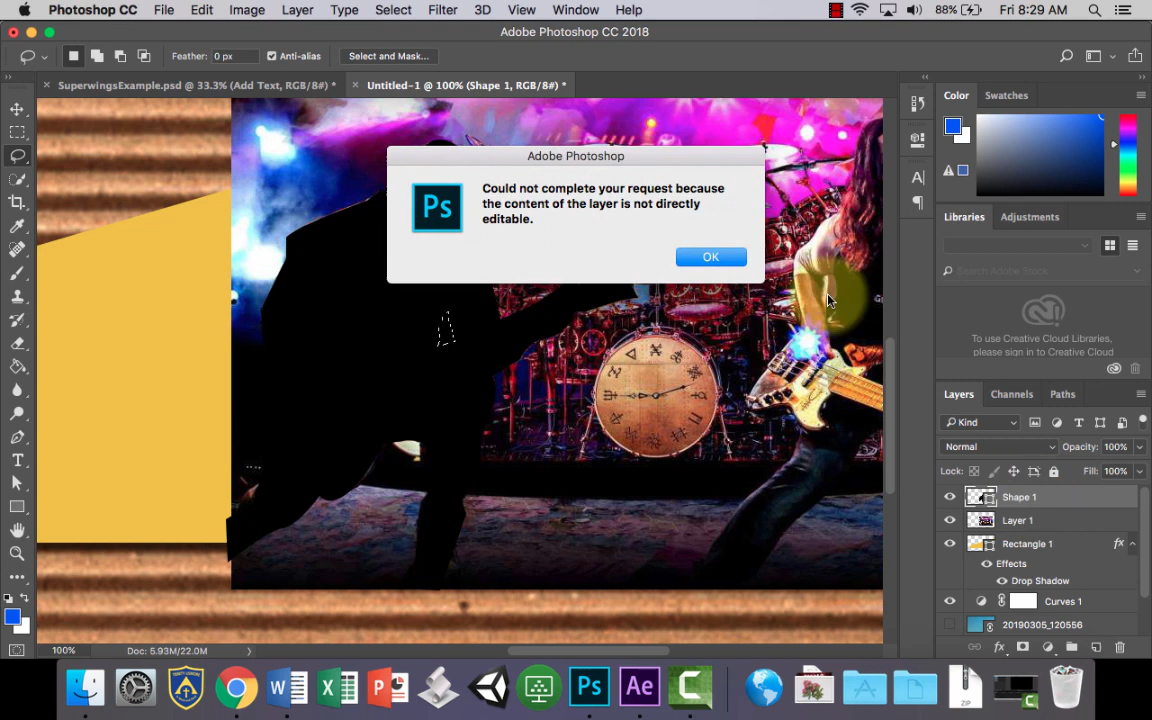 Photoshop CC File Edit Image Layer Type Select Filter 3D View Window Help 88% Fri 8:29 AM
Adobe Photoshop CC 2018
Feather: 0 px Anti-alias Select and Mask...
SuperwingsExample.psd @ 33.3% (Add Text, RGB/8#) * Untitled-1 @ 100% (Shape 1, RGB/8#) *
Color Swatches
Adobe Photoshop
Could not complete your request because
the content of the layer is not directly
editable.
OK
Ps
Libraries Adjustments
Search Adobe Stock
To use Creative Cloud Libraries,
please sign in to Creative Cloud
Layers Channels Paths
Kind
Normal Opacity: 100%
Lock: Fill: 100%
Shape 1
Layer 1
Rectangle 1 fx
Effects
Drop Shadow
Curves 1
20190305_120556
fx
100% Doc: 5.93M/22.0M
W X P Ps Ae C
ZIP